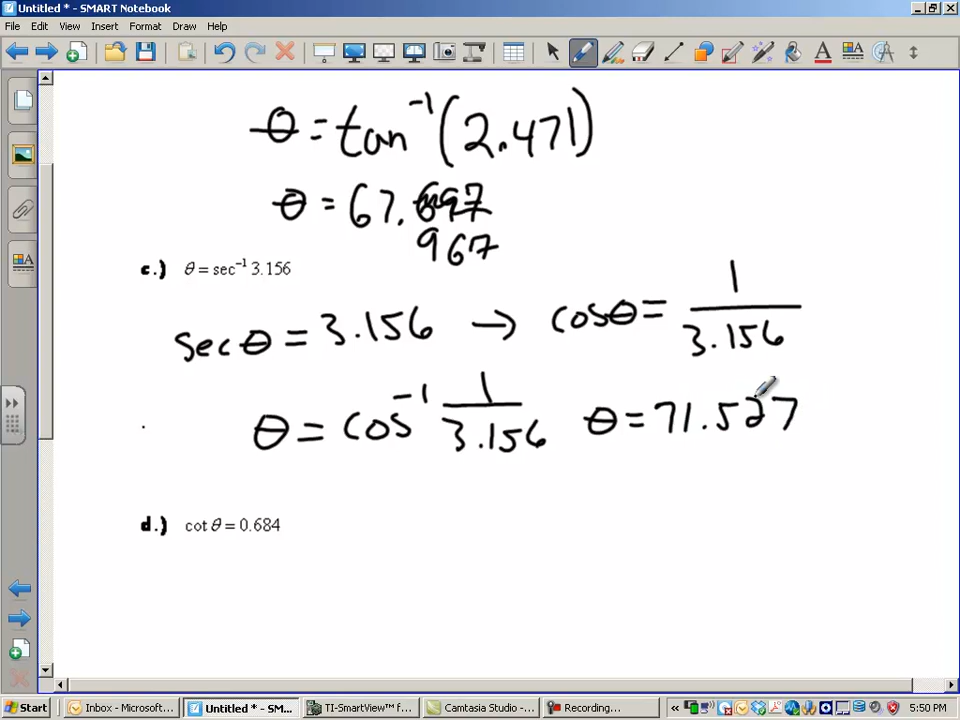 Untitled * - SMART Notebook
File Edit View Insert Format Draw Help
θ = tan⁻¹(2.471)
θ = 67.697
967
c.) θ = sec⁻¹ 3.156
secθ = 3.156 → cosθ = 1/3.156
θ = cos⁻¹ 1/3.156 θ = 71.527
d.) cot θ = 0.684
Start Inbox - Microsoft... Untitled * - SM... TI-SmartView™ f... Camtasia Studio - ... Recording... « 5:50 PM